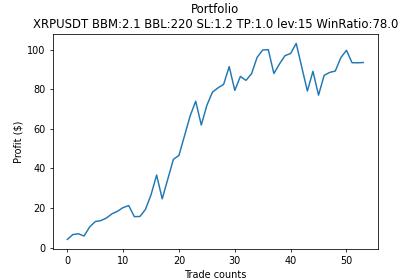 Portfolio
XRPUSDT BBM:2.1 BBL:220 SL:1.2 TP:1.0 lev:15 WinRatio:78.0
100
80
60
40
20
0
Profit ($)
0 10 20 30 40 50
Trade counts